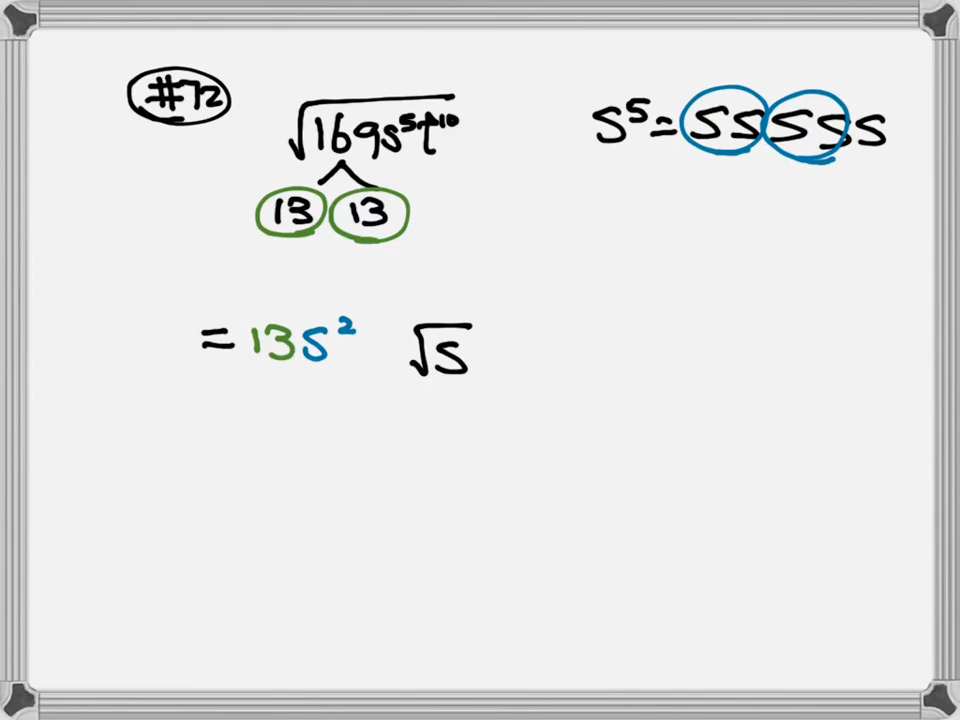 #72
√169s⁵t¹⁰
s⁵=sssss
13 13
=13s² √s